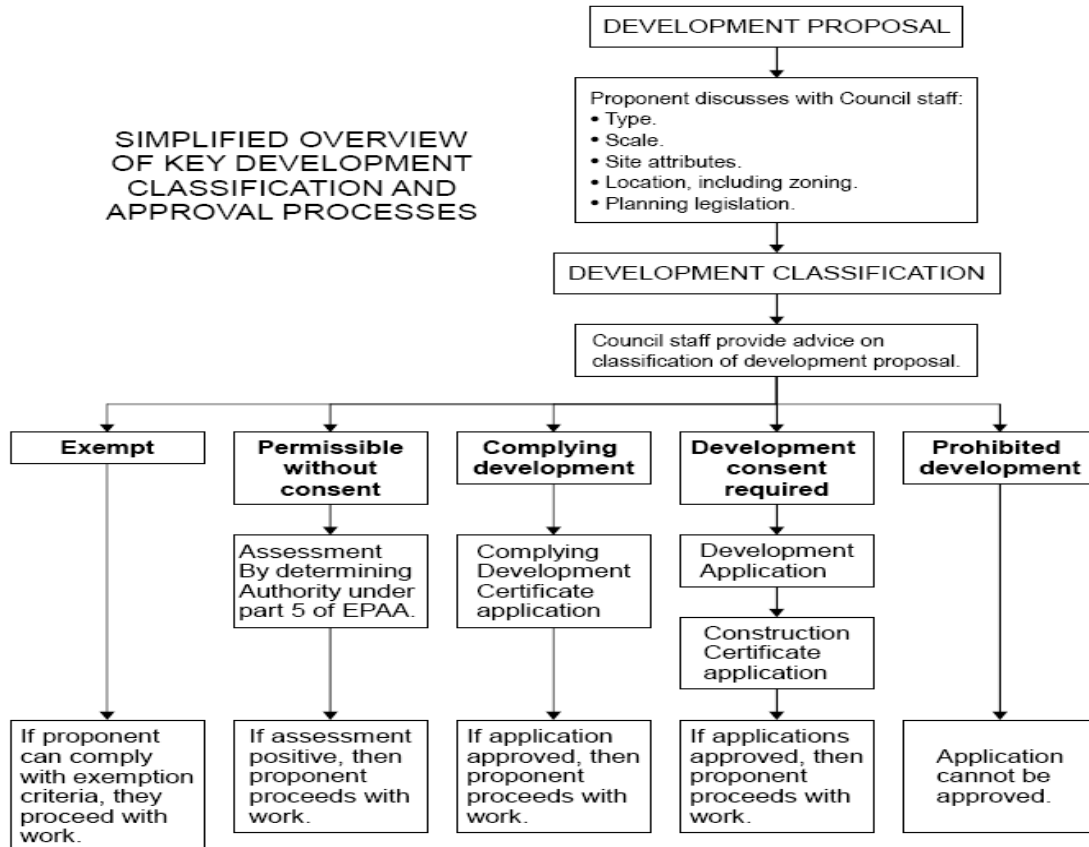 DEVELOPMENT PROPOSAL
SIMPLIFIED OVERVIEW
OF KEY DEVELOPMENT
CLASSIFICATION AND
APPROVAL PROCESSES
Proponent discusses with Council staff:
• Type.
• Scale.
• Site attributes.
• Location, including zoning.
• Planning legislation.
DEVELOPMENT CLASSIFICATION
Council staff provide advice on
classification of development proposal.
Exempt
Permissible
without
consent
Complying
development
Development
consent
required
Prohibited
development
Assessment
By determining
Authority under
part 5 of EPAA.
Complying
Development
Certificate
application
Development
Application
Construction
Certificate
application
If proponent
can comply
with exemption
criteria, they
proceed with
work.
If assessment
positive, then
proponent
proceeds with
work.
If application
approved, then
proponent
proceeds with
work.
If applications
approved, then
proponent
proceeds with
work.
Application
cannot be
approved.